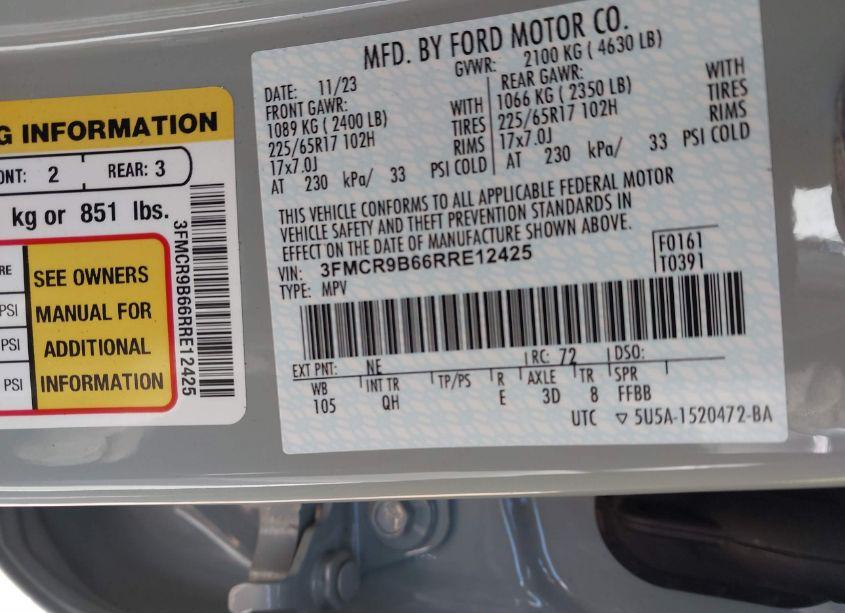 G INFORMATION
ONT: 2 REAR: 3
kg or 851 lbs.
RE
PSI
PSI
PSI
SEE OWNERS
MANUAL FOR
ADDITIONAL
INFORMATION
3FMCR9B66RRE12425
MFD. BY FORD MOTOR CO.
DATE: 11/23 GVWR: 2100 KG ( 4630 LB)
FRONT GAWR: REAR GAWR:
1089 KG ( 2400 LB) WITH 1066 KG ( 2350 LB) WITH
225/65R17 102H TIRES 225/65R17 102H TIRES
17x7.0J RIMS 17x7.0J RIMS
AT 230 kPa/ 33 PSI COLD AT 230 kPa/ 33 PSI COLD
THIS VEHICLE CONFORMS TO ALL APPLICABLE FEDERAL MOTOR
VEHICLE SAFETY AND THEFT PREVENTION STANDARDS IN
EFFECT ON THE DATE OF MANUFACTURE SHOWN ABOVE.
VIN: 3FMCR9B66RRE12425 F0161
TYPE: MPV T0391
EXT PNT: NE RC: 72 DSO:
WB INT TR TP/PS R AXLE TR SPR
105 QH E 3D 8 FFBB
UTC ▽ 5U5A-1520472-BA